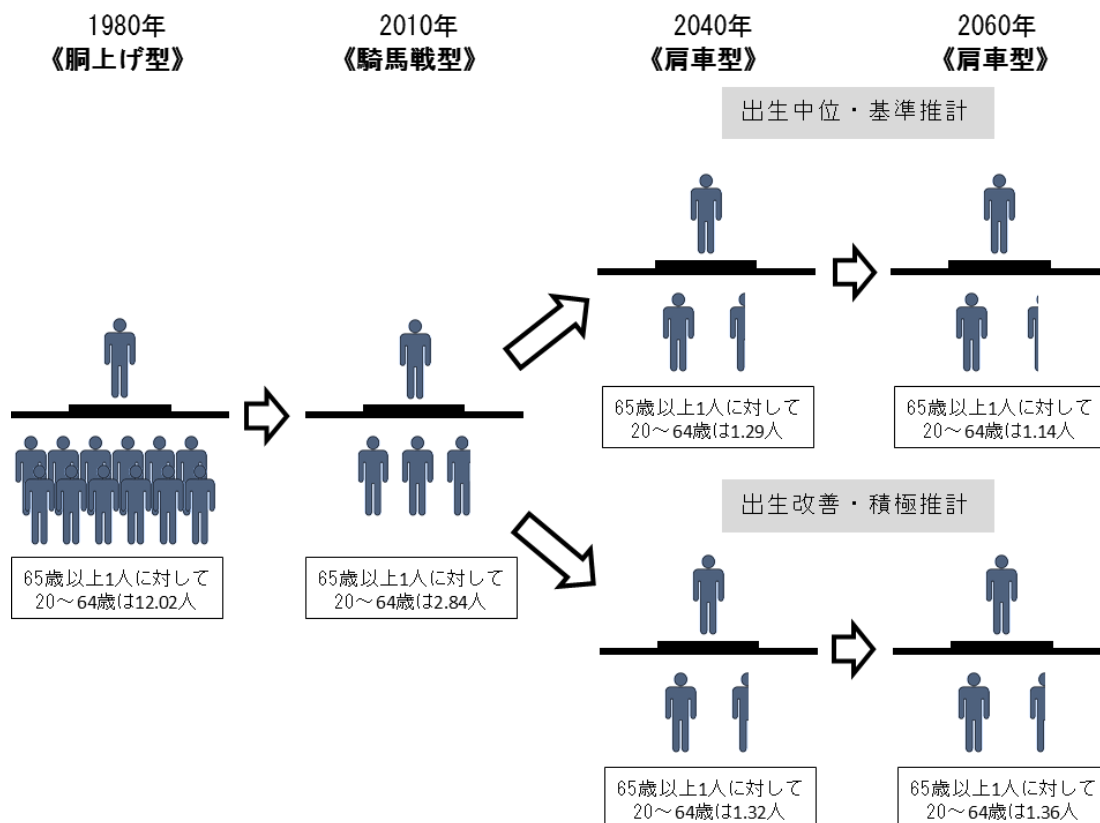 1980年
《胴上げ型》
2010年
《騎馬戦型》
2040年
《肩車型》
2060年
《肩車型》
出生中位・基準推計
65歳以上1人に対して
20～64歳は12.02人
65歳以上1人に対して
20～64歳は2.84人
65歳以上1人に対して
20～64歳は1.29人
65歳以上1人に対して
20～64歳は1.14人
出生改善・積極推計
65歳以上1人に対して
20～64歳は1.32人
65歳以上1人に対して
20～64歳は1.36人